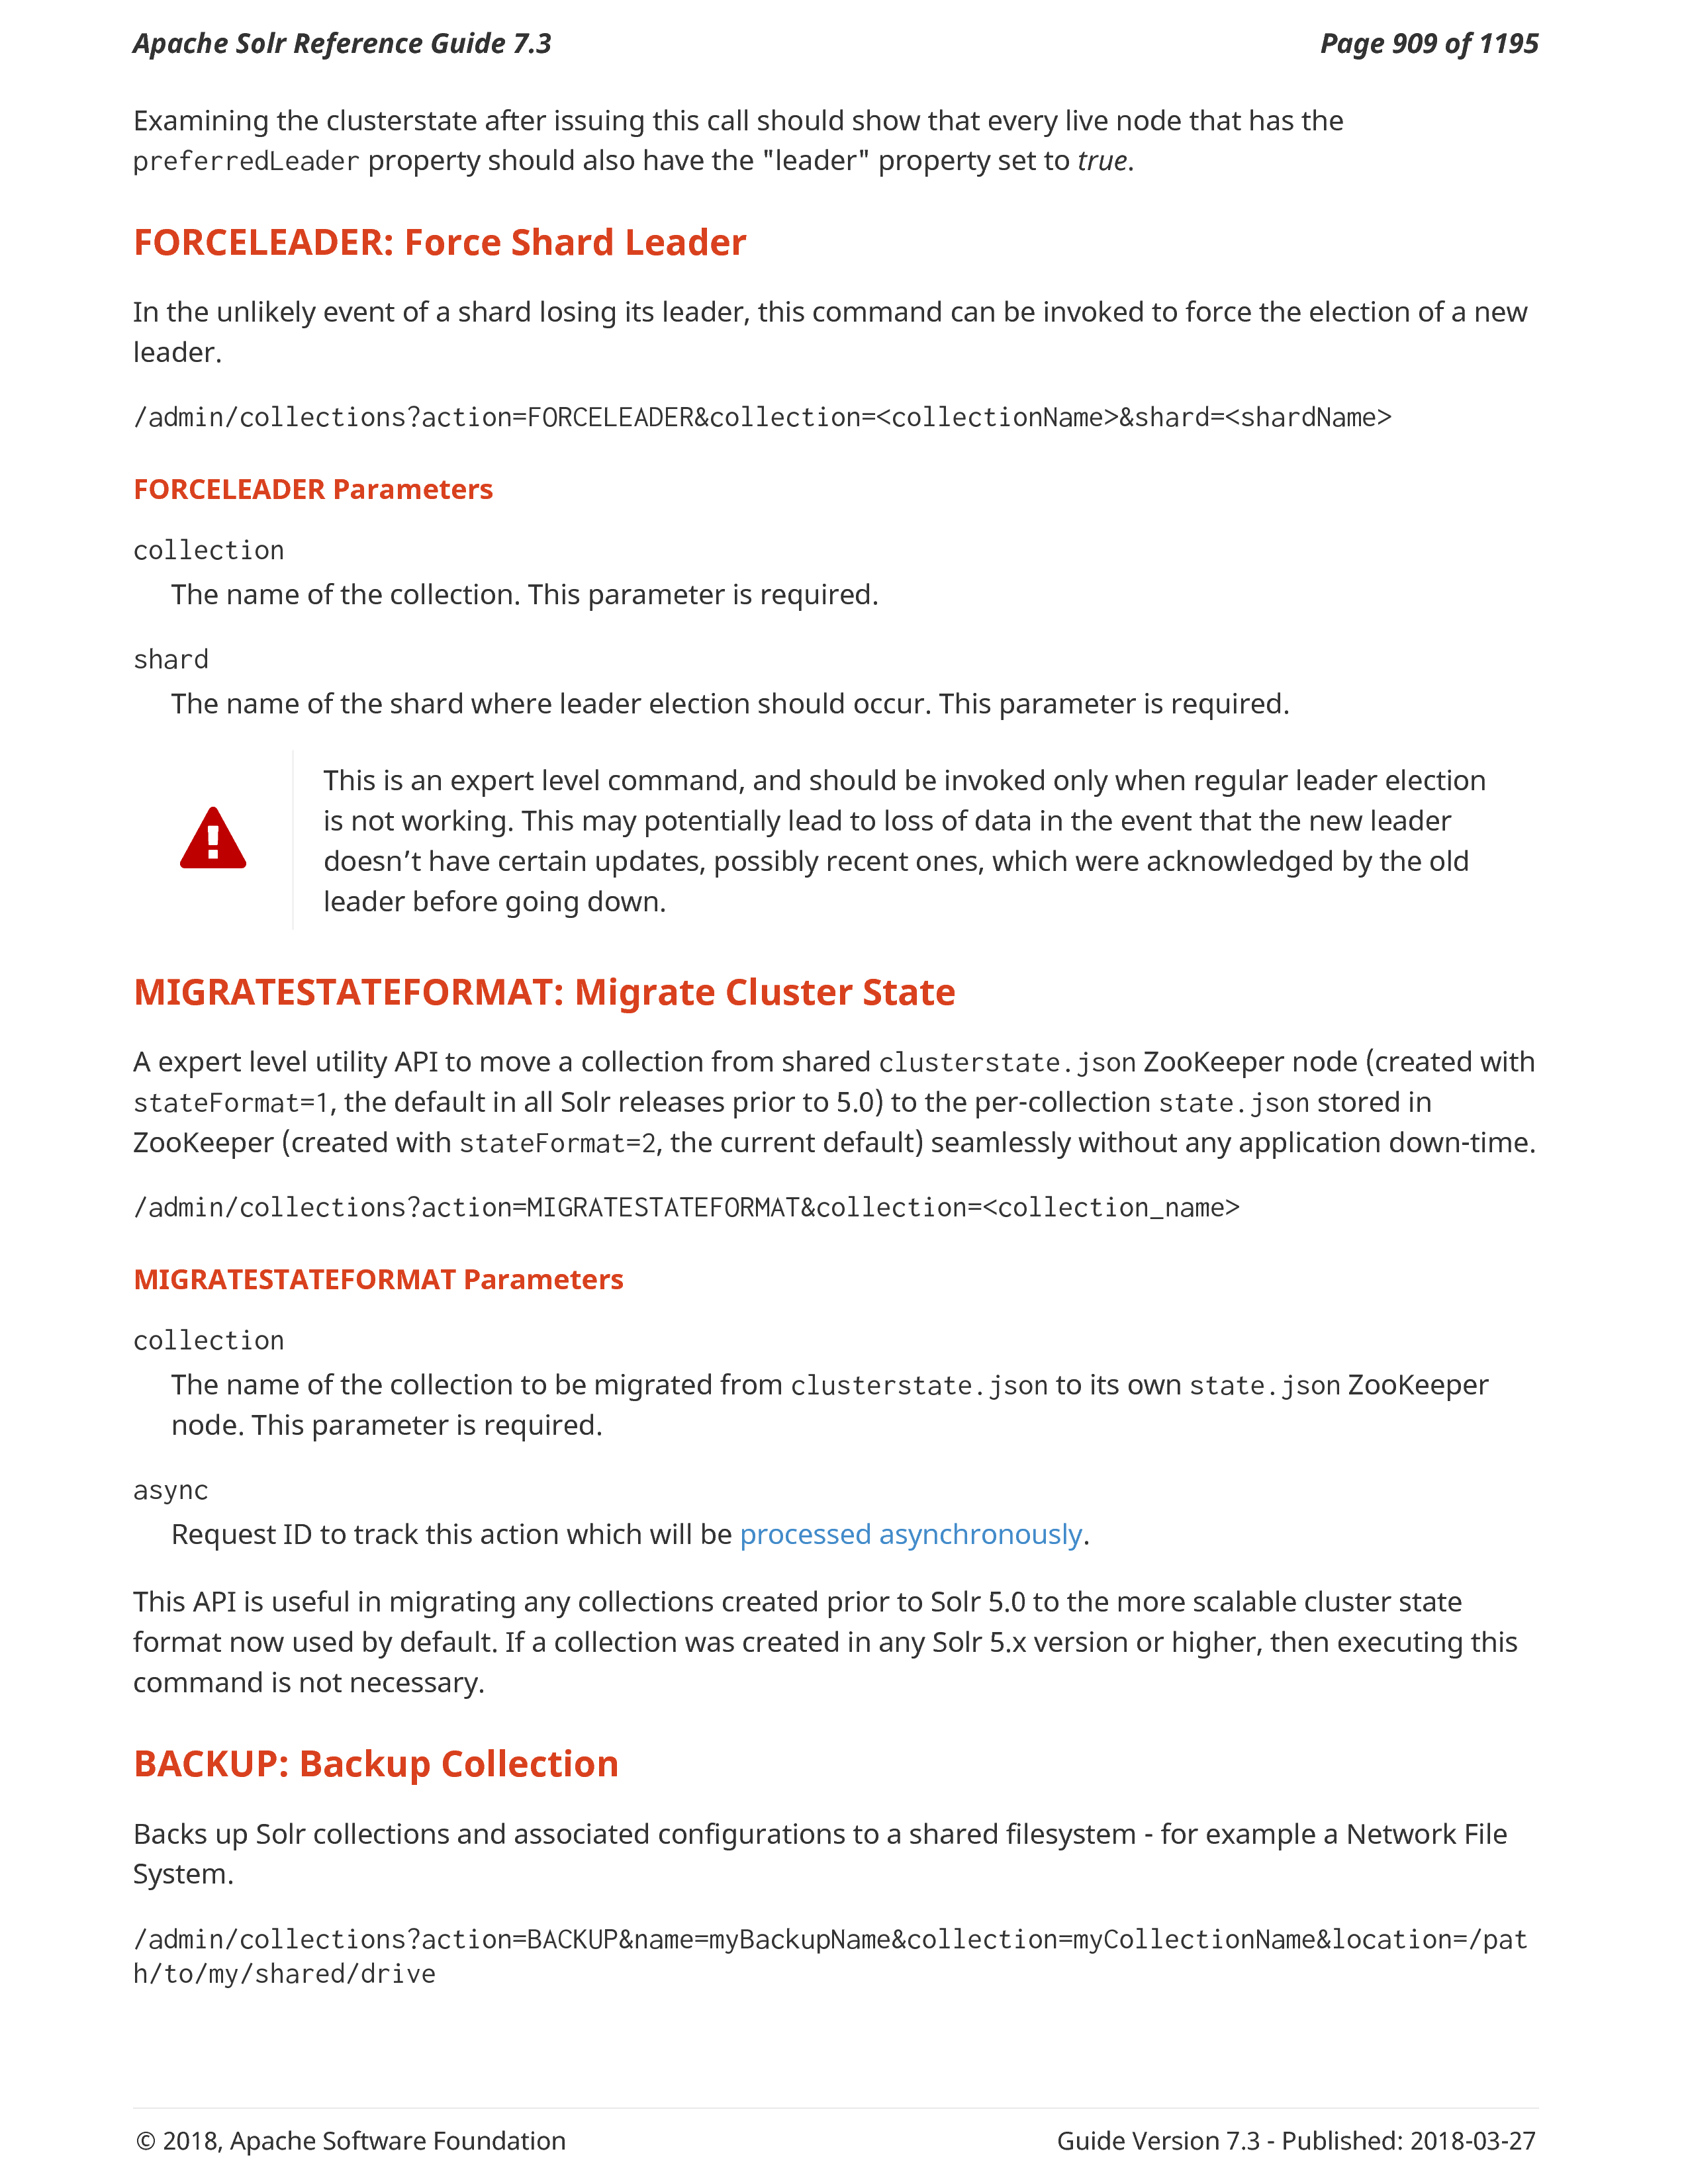 Apache Solr Reference Guide 7.3 Page 909 of 1195
Examining the clusterstate after issuing this call should show that every live node that has the
preferredLeader property should also have the "leader" property set to true.
FORCELEADER: Force Shard Leader
In the unlikely event of a shard losing its leader, this command can be invoked to force the election of a new
leader.
/admin/collections?action=FORCELEADER&collection=<collectionName>&shard=<shardName>
FORCELEADER Parameters
collection
The name of the collection. This parameter is required.
shard
The name of the shard where leader election should occur. This parameter is required.
This is an expert level command, and should be invoked only when regular leader election
is not working. This may potentially lead to loss of data in the event that the new leader
doesn’t have certain updates, possibly recent ones, which were acknowledged by the old
leader before going down.
MIGRATESTATEFORMAT: Migrate Cluster State
A expert level utility API to move a collection from shared clusterstate.json ZooKeeper node (created with
stateFormat=1, the default in all Solr releases prior to 5.0) to the per-collection state.json stored in
ZooKeeper (created with stateFormat=2, the current default) seamlessly without any application down-time.
/admin/collections?action=MIGRATESTATEFORMAT&collection=<collection_name>
MIGRATESTATEFORMAT Parameters
collection
The name of the collection to be migrated from clusterstate.json to its own state.json ZooKeeper
node. This parameter is required.
async
Request ID to track this action which will be processed asynchronously.
This API is useful in migrating any collections created prior to Solr 5.0 to the more scalable cluster state
format now used by default. If a collection was created in any Solr 5.x version or higher, then executing this
command is not necessary.
BACKUP: Backup Collection
Backs up Solr collections and associated configurations to a shared filesystem - for example a Network File
System.
/admin/collections?action=BACKUP&name=myBackupName&collection=myCollectionName&location=/pat
h/to/my/shared/drive
© 2018, Apache Software Foundation Guide Version 7.3 - Published: 2018-03-27